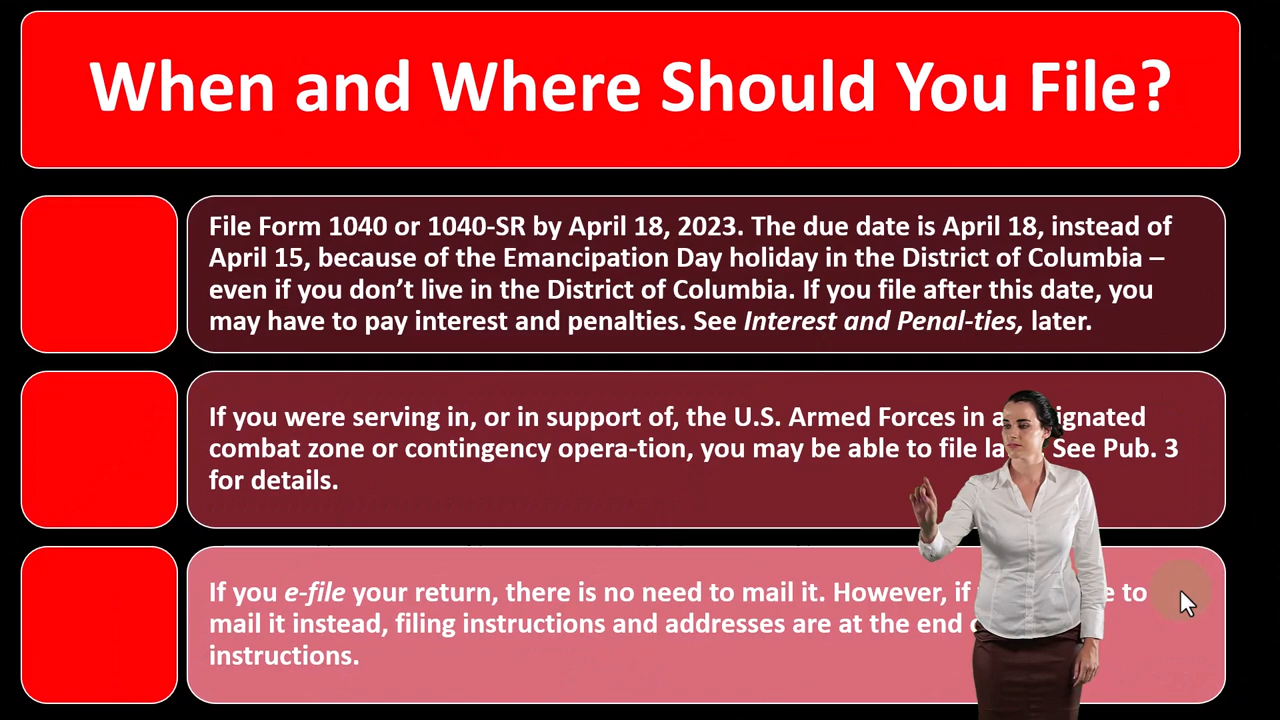 When and Where Should You File?
File Form 1040 or 1040-SR by April 18, 2023. The due date is April 18, instead of
April 15, because of the Emancipation Day holiday in the District of Columbia –
even if you don’t live in the District of Columbia. If you file after this date, you
may have to pay interest and penalties. See Interest and Penal-ties, later.
If you were serving in, or in support of, the U.S. Armed Forces in a ignated
combat zone or contingency opera-tion, you may be able to file la See Pub. 3
for details.
If you e-file your return, there is no need to mail it. However, if to
mail it instead, filing instructions and addresses are at the end
instructions.